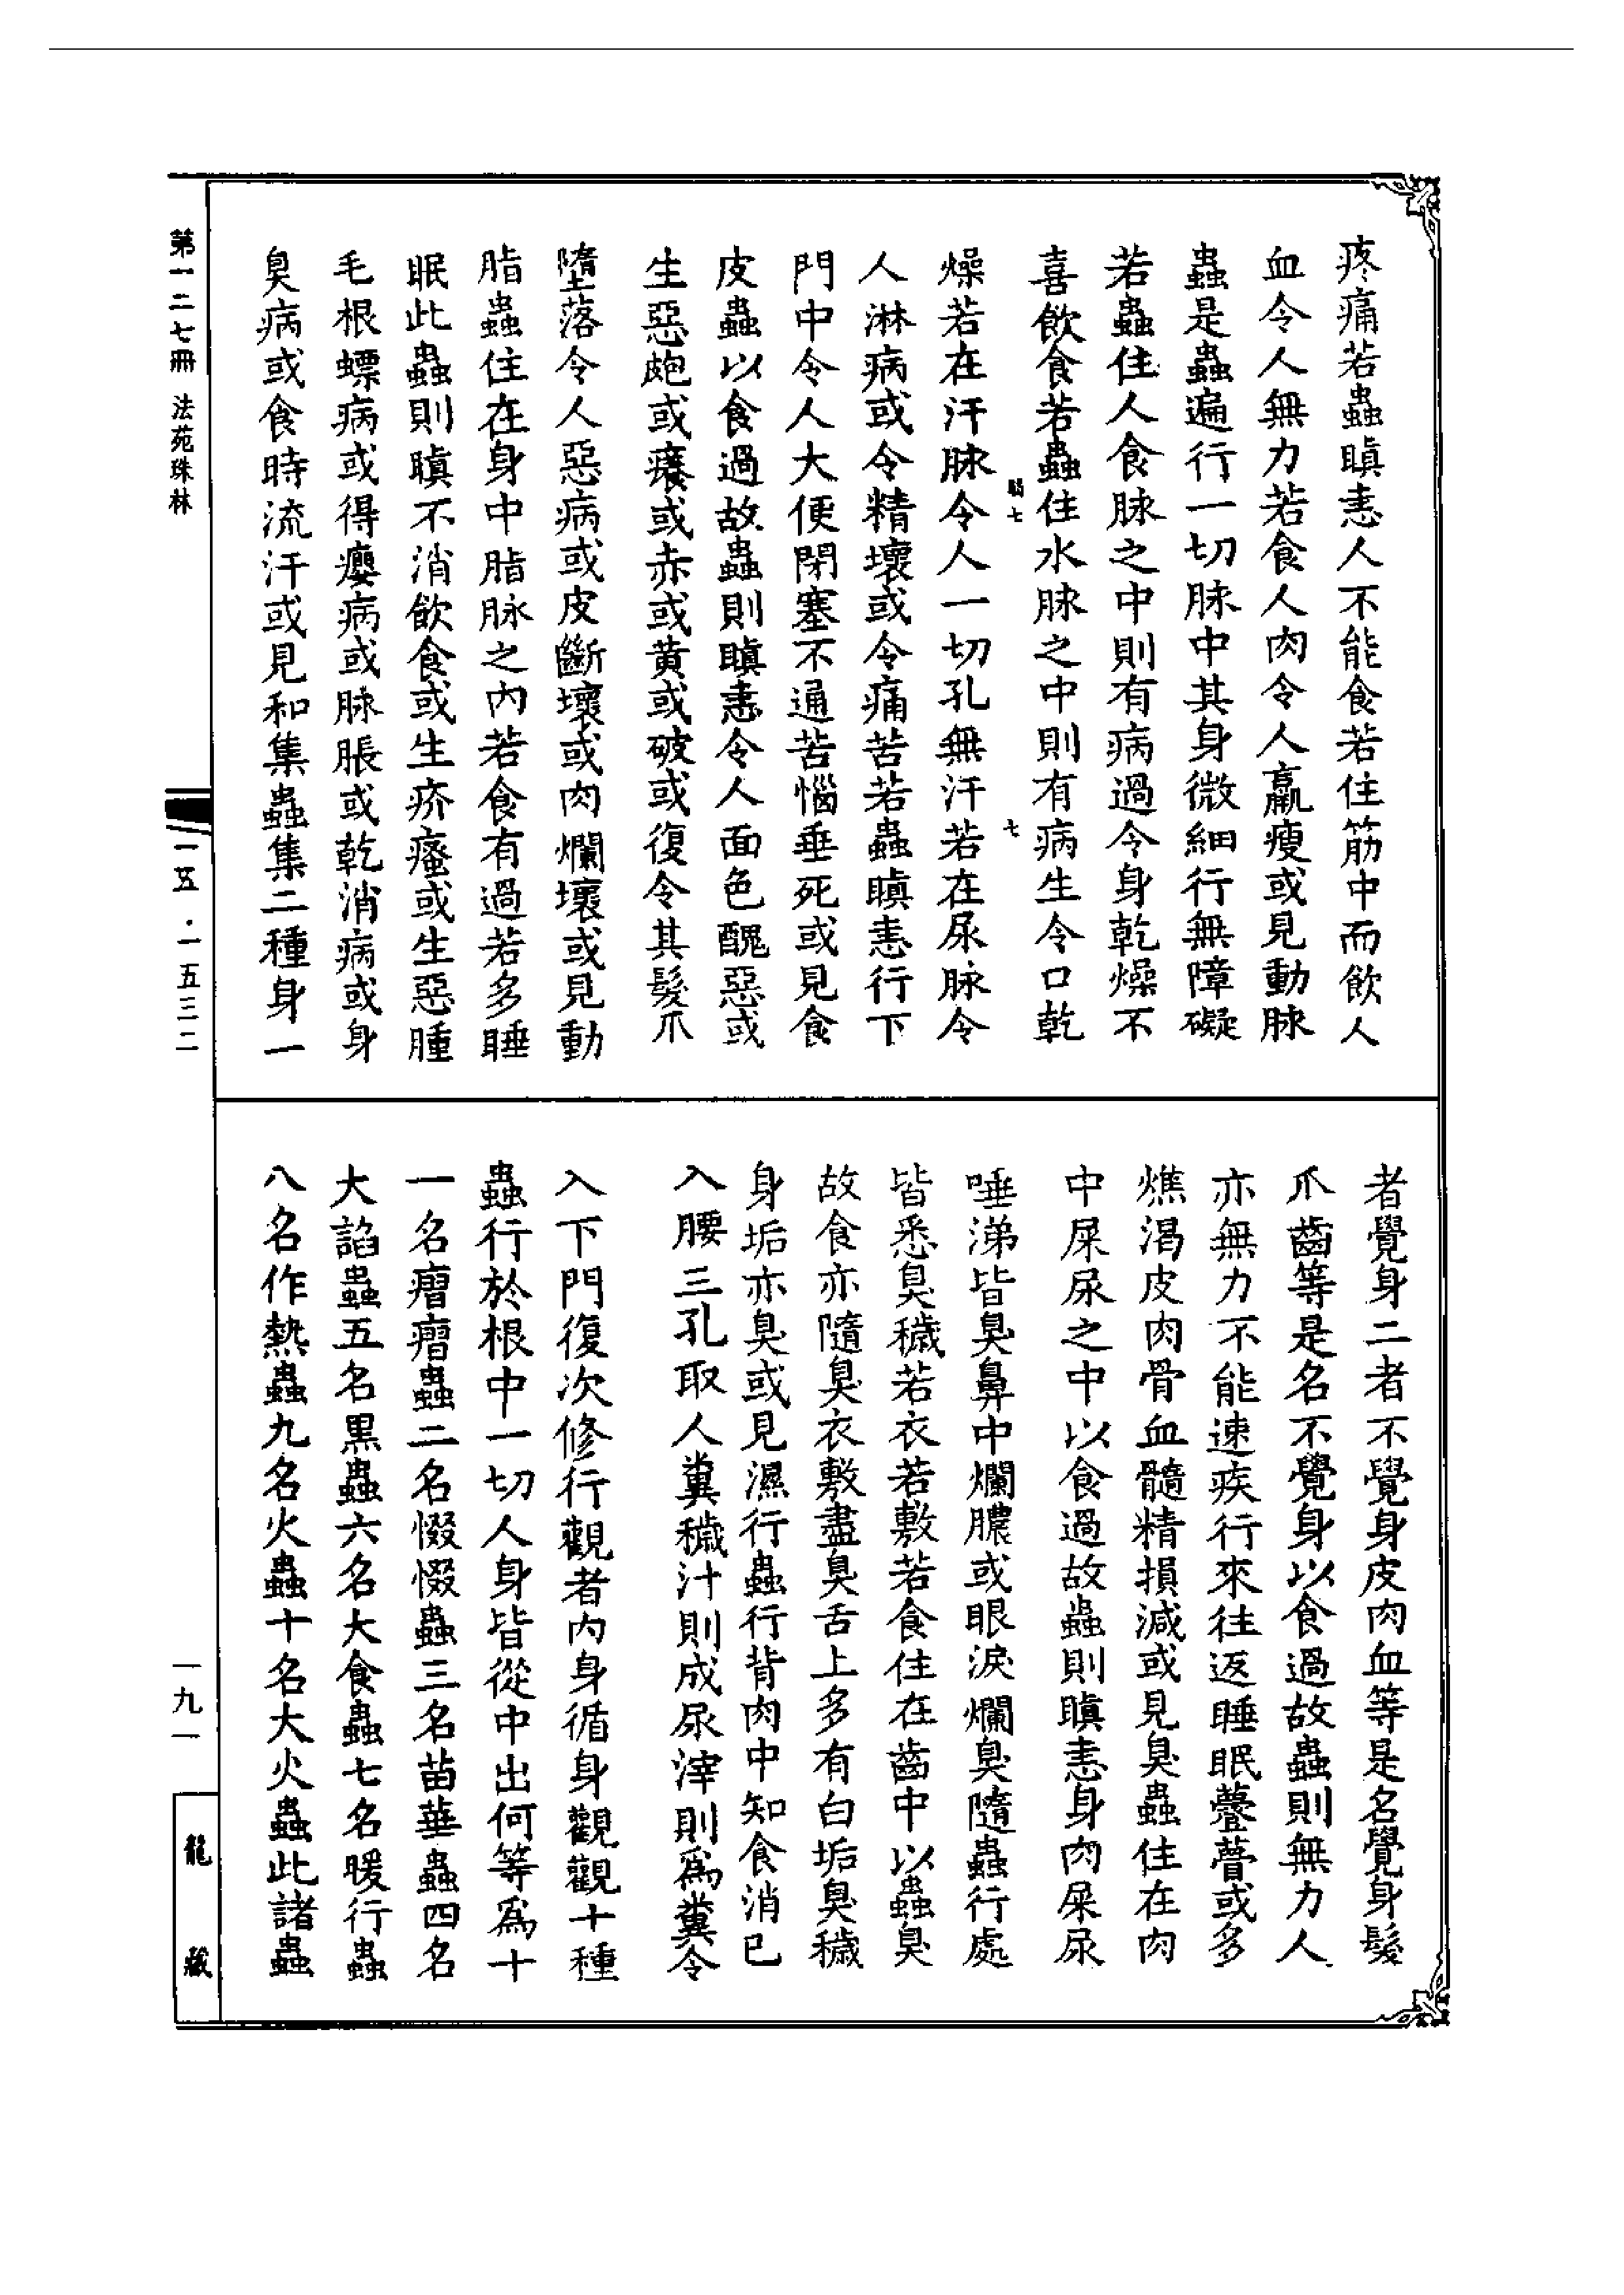 疼痛若蟲瞋恚人不能食若住筋中而飲人
血令人無力若食人肉令人羸瘦或見動脉
蟲是蟲遍行一切脉中其身微細行無障礙
若蟲住人食脉之中則有病過令身乾燥不
喜飲食若蟲住水脉之中則有病生令口乾
七
七
燥若在汗脉令人一切孔無汗若在尿脉令
人淋病或令精壞或令痛苦若蟲瞋恚行下
門中令人大便閉塞不通苦惱垂死或見食
皮蟲以食過故蟲則瞋恚令人面色醜惡或
生惡皰或癢或赤或黃或破或復令其髮爪
墮落令人惡病或皮斷壞或肉爛壞或見動
脂蟲住在身中脂脉之內若食有過若多睡
眠此蟲則瞋不消飲食或生疥瘙或生惡腫
毛根螵病或得癭病或脉脹或乾消病或身
臭病或食時流汗或見和集蟲集二種身一
者覺身二者不覺身皮肉血等是名覺身髮
爪齒等是名不覺身以食過故蟲則無力人
亦無力不能速疾行來往返睡眠瞢或多
燋渴皮肉骨血髓精損減或見臭蟲住在肉
中屎尿之中以食過故蟲則瞋恚身肉屎尿
唾涕皆臭鼻中爛膿或眼淚爛臭隨蟲行處
皆悉臭穢若衣若敷若食住在齒中以蟲臭
故食亦隨臭衣敷盡臭舌上多有白垢臭穢
身垢亦臭或見濕行蟲行背肉中知食消已
入腰三孔取人糞穢汁則成尿滓則為糞令
入下門復次修行觀者內身循身觀觀十種
蟲行於根中一切人身皆從中出何等為十
一名㿐㿐蟲二名惙惙蟲三名苗華蟲四名
大諂蟲五名黑蟲六名大食蟲七名暖行蟲
八名作熱蟲九名火蟲十名大火蟲此諸蟲
第一二七冊 法苑珠林
一五·一五三二
一九一
龍藏